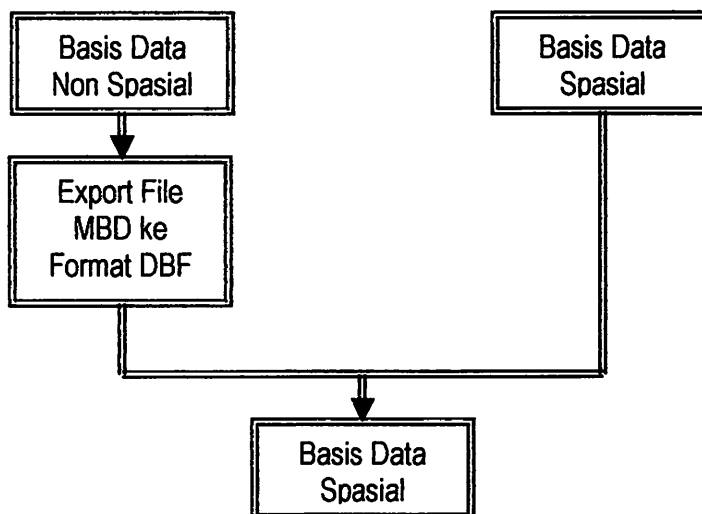 Basis Data
Non Spasial
Basis Data
Spasial
Export File
MBD ke
Format DBF
Basis Data
Spasial